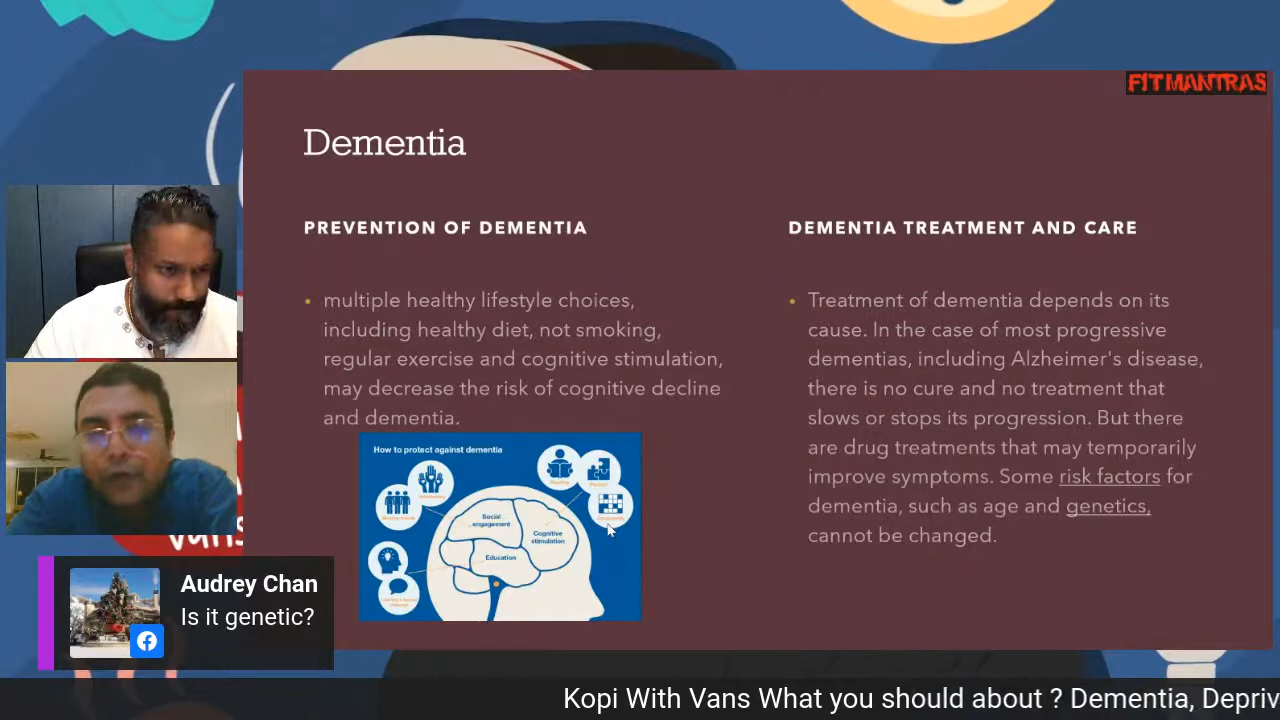 FITMANTRAS
Dementia
PREVENTION OF DEMENTIA
• multiple healthy lifestyle choices,
including healthy diet, not smoking,
regular exercise and cognitive stimulation,
may decrease the risk of cognitive decline
and dementia.
How to protect against dementia
Social
engagement
Cognitive
stimulation
Education
DEMENTIA TREATMENT AND CARE
• Treatment of dementia depends on its
cause. In the case of most progressive
dementias, including Alzheimer's disease,
there is no cure and no treatment that
slows or stops its progression. But there
are drug treatments that may temporarily
improve symptoms. Some risk factors for
dementia, such as age and genetics,
cannot be changed.
Audrey Chan
Is it genetic?
Kopi With Vans What you should about ? Dementia, Depriv